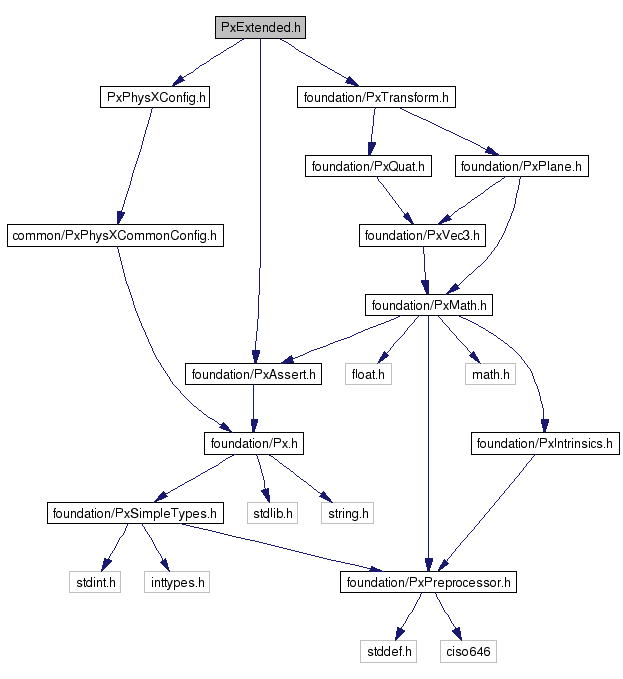 PxExtended.h
PxPhysXConfig.h
foundation/PxTransform.h
foundation/PxQuat.h
foundation/PxPlane.h
common/PxPhysXCommonConfig.h
foundation/PxVec3.h
foundation/PxMath.h
foundation/PxAssert.h
float.h
math.h
foundation/Px.h
foundation/PxIntrinsics.h
foundation/PxSimpleTypes.h
stdlib.h
string.h
stdint.h
inttypes.h
foundation/PxPreprocessor.h
stddef.h
ciso646